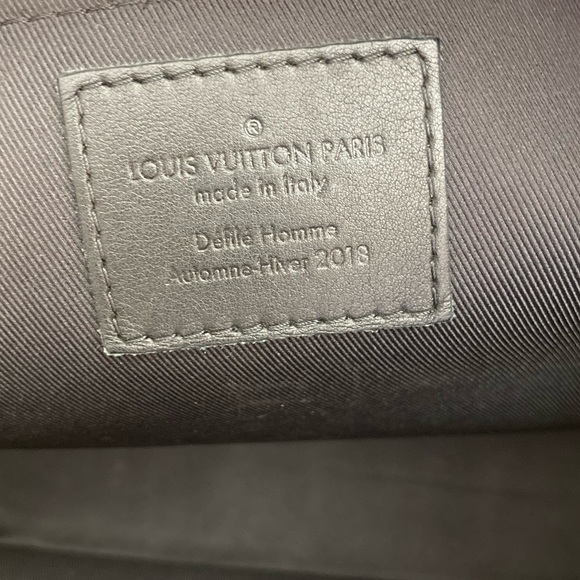 ®
LOUIS VUITTON PARIS
made in Italy
Défilé Homme
Automne-Hiver 2018